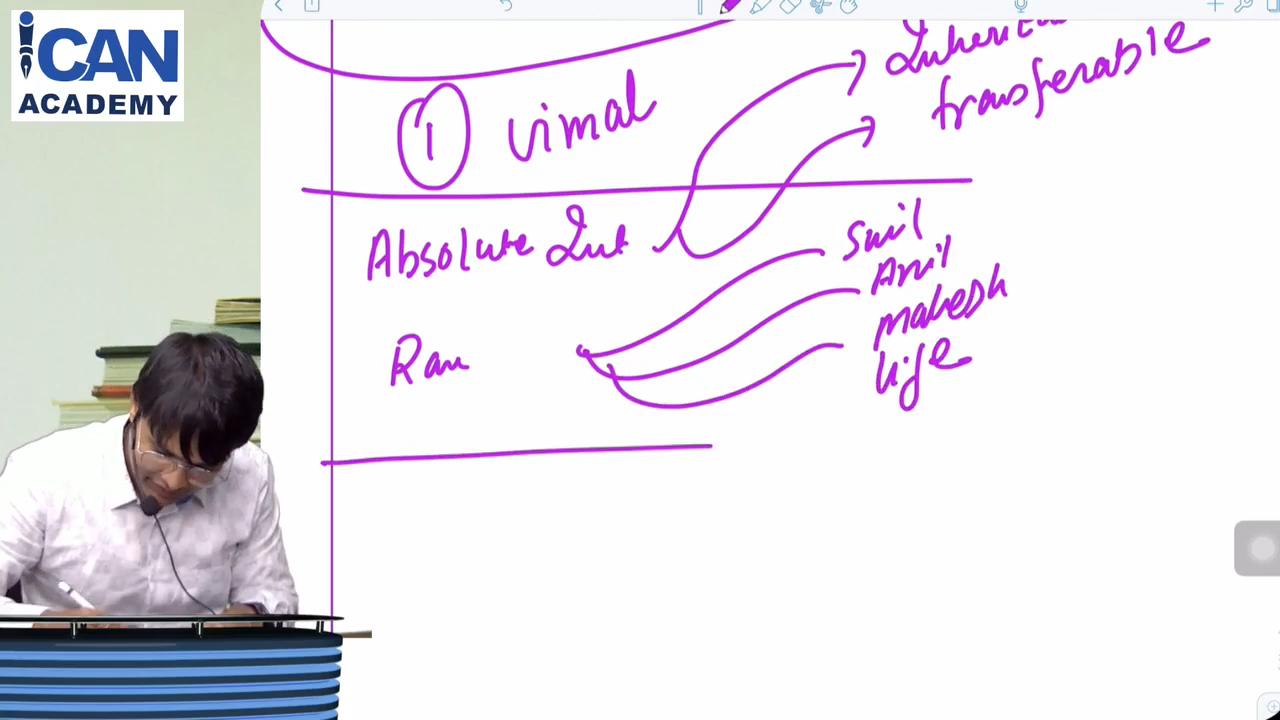 iCAN
ACADEMY
transferable
1 Vimal
Absolute Int
Sunil
Anil
Mahesh
Ram
Wife